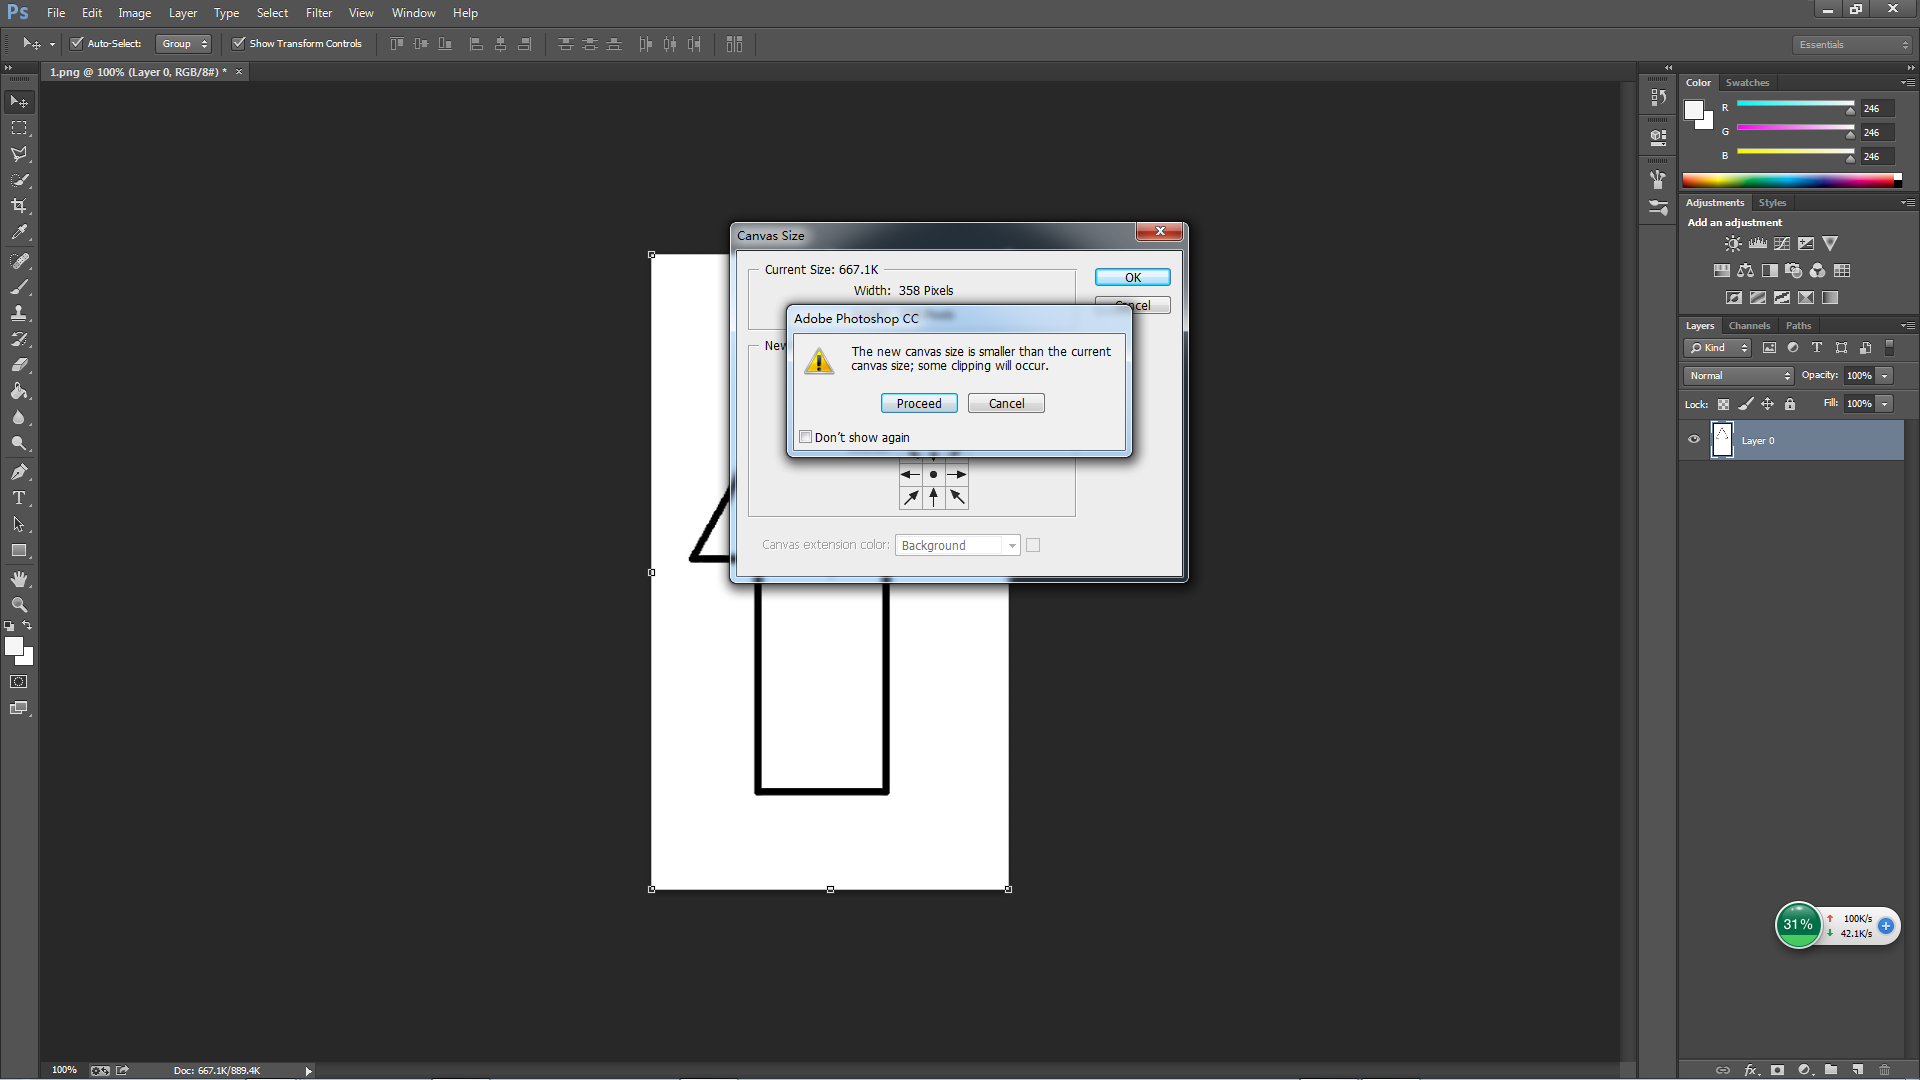 Ps File Edit Image Layer Type Select Filter View Window Help
Auto-Select: Group Show Transform Controls Essentials
1.png @ 100% (Layer 0, RGB/8#) * ×
Color Swatches
R 246
G 246
B 246
Adjustments Styles
Add an adjustment
Layers Channels Paths
Kind
Normal Opacity: 100%
Lock: Fill: 100%
Layer 0
Canvas Size
Current Size: 667.1K
Width: 358 Pixels
OK
Cancel
New
Adobe Photoshop CC
The new canvas size is smaller than the current
canvas size; some clipping will occur.
Proceed Cancel
Don't show again
Canvas extension color: Background
31% 100K/s
42.1K/s
100% Doc: 667.1K/889.4K